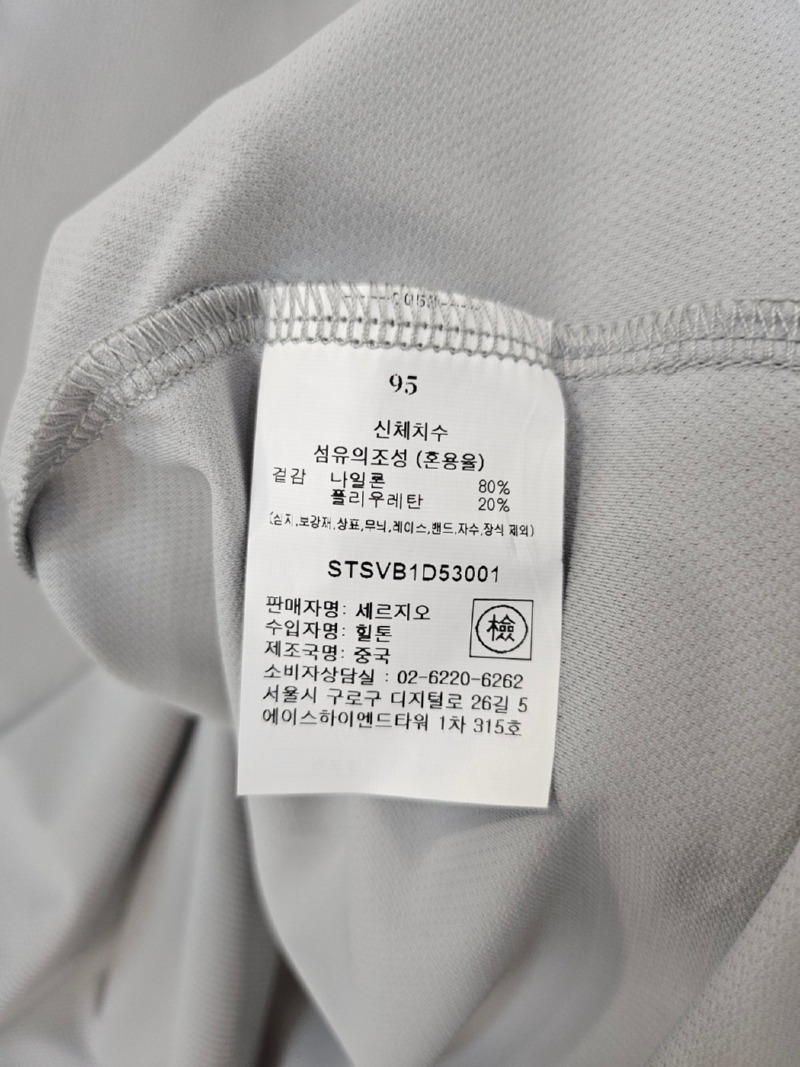 95
신체치수
섬유의조성 (혼용율)
겉감 나일론 80%
폴리우레탄 20%
(심지,보강재,상표,무늬,레이스,밴드,자수,장식 제외)
STSVB1D53001
판매자명: 세르지오
수입자명: 힐튼
檢
제조국명: 중국
소비자상담실 : 02-6220-6262
서울시 구로구 디지털로 26길 5
에이스하이엔드타워 1차 315호